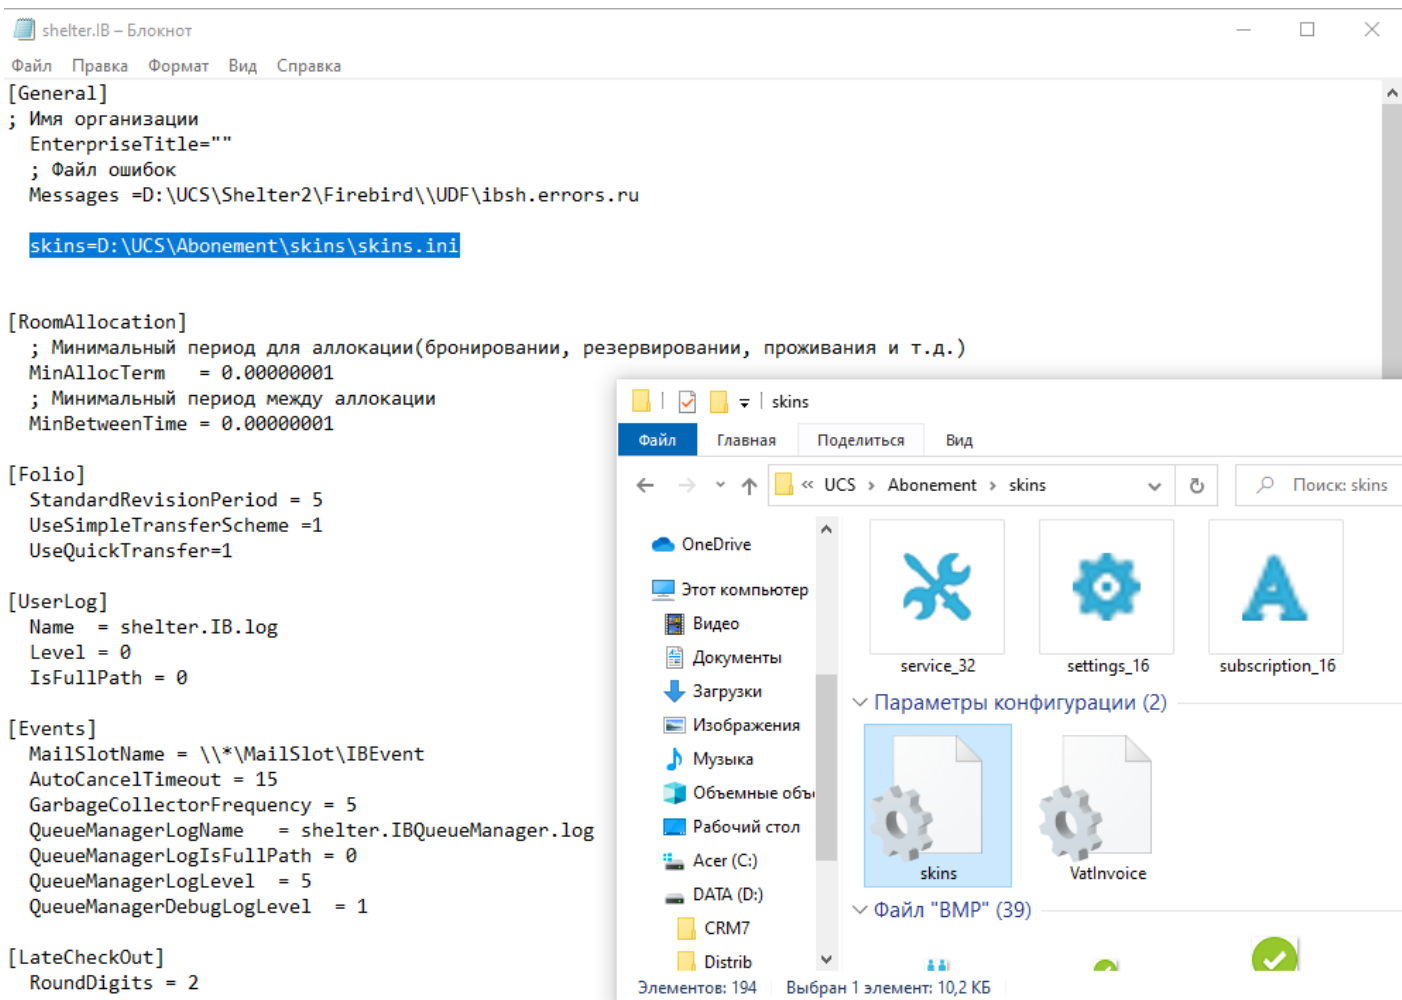 shelter.IB – Блокнот
Файл Правка Формат Вид Справка
[General]
; Имя организации
EnterpriseTitle=""
; Файл ошибок
Messages =D:\UCS\Shelter2\Firebird\\UDF\ibsh.errors.ru
skins=D:\UCS\Abonement\skins\skins.ini
[RoomAllocation]
; Минимальный период для аллокации(бронировании, резервировании, проживания и т.д.)
MinAllocTerm = 0.00000001
; Минимальный период между аллокации
MinBetweenTime = 0.00000001
[Folio]
StandardRevisionPeriod = 5
UseSimpleTransferScheme =1
UseQuickTransfer=1
[UserLog]
Name = shelter.IB.log
Level = 0
IsFullPath = 0
[Events]
MailSlotName = \\*\MailSlot\IBEvent
AutoCancelTimeout = 15
GarbageCollectorFrequency = 5
QueueManagerLogName = shelter.IBQueueManager.log
QueueManagerLogIsFullPath = 0
QueueManagerLogLevel = 5
QueueManagerDebugLogLevel = 1
[LateCheckOut]
RoundDigits = 2
skins
Файл Главная Поделиться Вид
« UCS › Abonement › skins
Поиск: skins
OneDrive
Этот компьютер
Видео
Документы
Загрузки
Изображения
Музыка
Объемные объ
Рабочий стол
Acer (C:)
DATA (D:)
CRM7
Distrib
service_32 settings_16 subscription_16
Параметры конфигурации (2)
skins VatInvoice
Файл "BMP" (39)
Элементов: 194 Выбран 1 элемент: 10,2 КБ